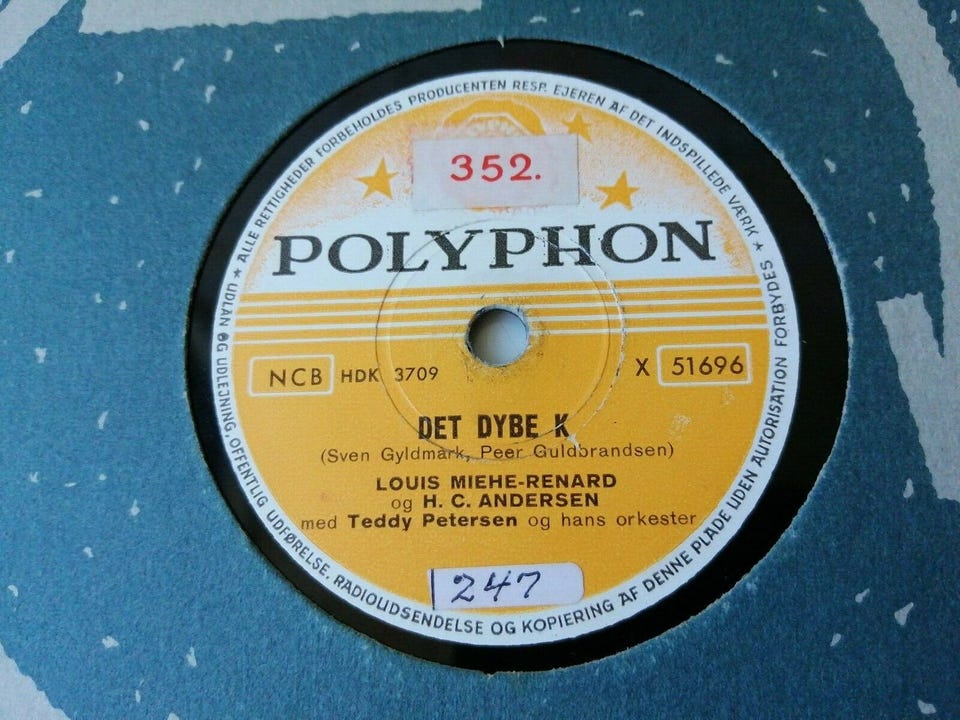 ★ ALLE RETTIGHEDER FORBEHOLDES PRODUCENTEN RESP. EJEREN AF DET INDSPILLEDE VÆRK ★
UDLAN OG UDLEJNING, OFFENTLIG UDFØRELSE, RADIOUDSENDELSE OG KOPIERING AF DENNE PLADE UDEN AUTORISATION FORBYDES
352.
POLYPHON
NCB HDK 3709 X 51696
DET DYBE K
(Sven Gyldmark, Peer Guldbrandsen)
LOUIS MIEHE-RENARD
og H. C. ANDERSEN
med Teddy Petersen og hans orkester
247